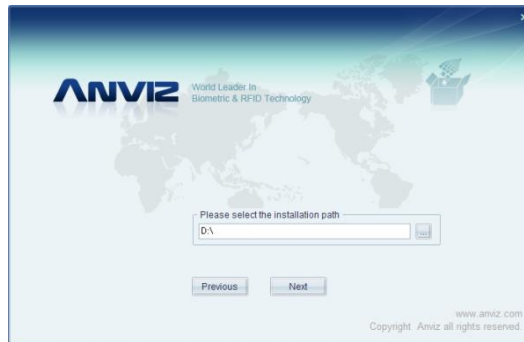 ANVIZ
World Leader In
Biometric & RFID Technology
Please select the installation path
D:\
...
Previous
Next
www.anviz.com
Copyright Anviz all rights reserved.